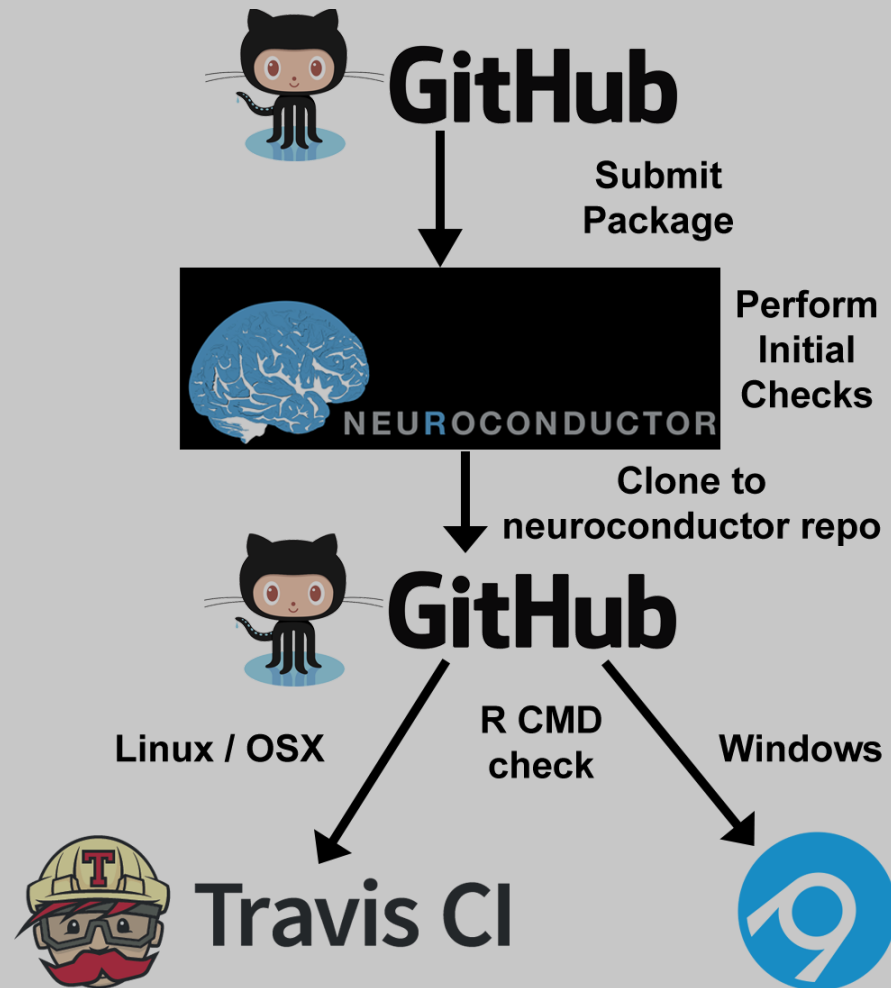 GitHub
Submit
Package
Perform
Initial
Checks
NEUROCONDUCTOR
Clone to
neuroconductor repo
GitHub
Linux / OSX
R CMD
check
Windows
T
Travis CI